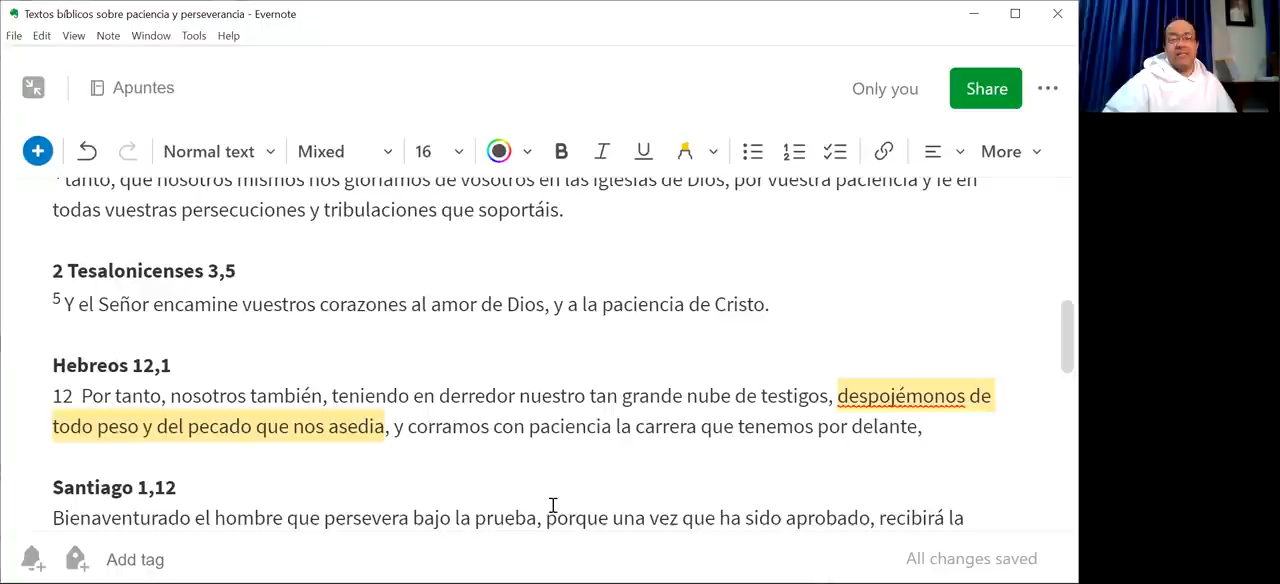 Textos bíblicos sobre paciencia y perseverancia - Evernote
File Edit View Note Window Tools Help
Apuntes Only you Share
Normal text Mixed 16 B I U A More
tanto, que nosotros mismos nos gloriamos de vosotros en las iglesias de Dios, por vuestra paciencia y fe en
todas vuestras persecuciones y tribulaciones que soportáis.
2 Tesalonicenses 3,5
5 Y el Señor encamine vuestros corazones al amor de Dios, y a la paciencia de Cristo.
Hebreos 12,1
12 Por tanto, nosotros también, teniendo en derredor nuestro tan grande nube de testigos, despojémonos de
todo peso y del pecado que nos asedia, y corramos con paciencia la carrera que tenemos por delante,
Santiago 1,12
Bienaventurado el hombre que persevera bajo la prueba, porque una vez que ha sido aprobado, recibirá la
Add tag All changes saved